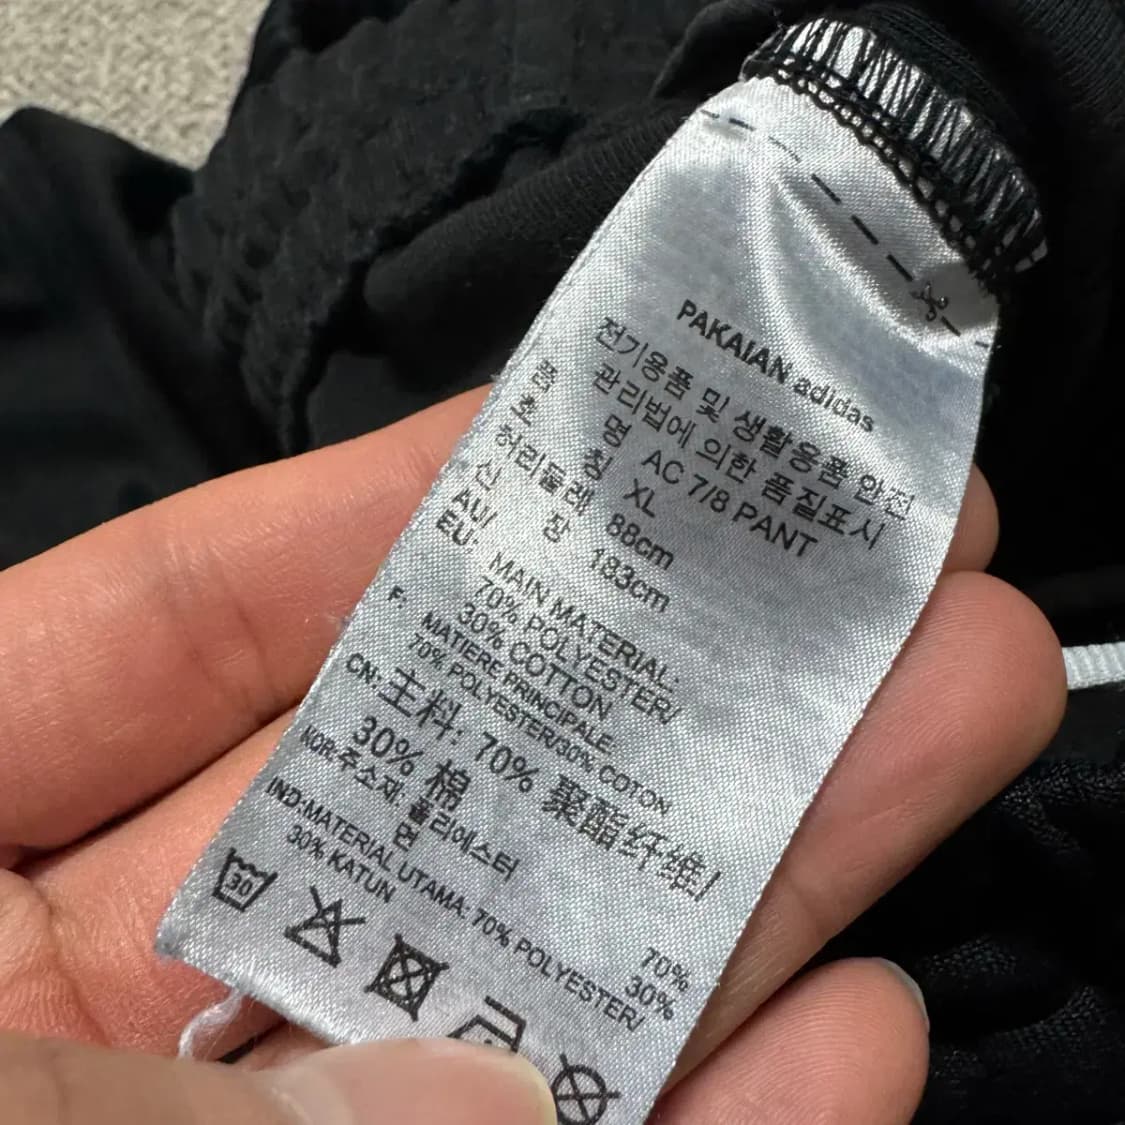 PAKAIAN adidas
전기용품 및 생활용품 안전
관리법에 의한 품질표시
품 명 AC 7/8 PANT
호 칭 XL
허리둘레 88cm
신 장 183cm
AU/
EU: MAIN MATERIAL:
70% POLYESTER/
30% COTTON
F: MATIERE PRINCIPALE
70% POLYESTER/30% COTON
CN: 主料: 70% 聚酯纤维/
30% 棉
KOR:주소재: 폴리에스터 70%
면 30%
IND:MATERIAL UTAMA: 70% POLYESTER/
30% KATUN
30